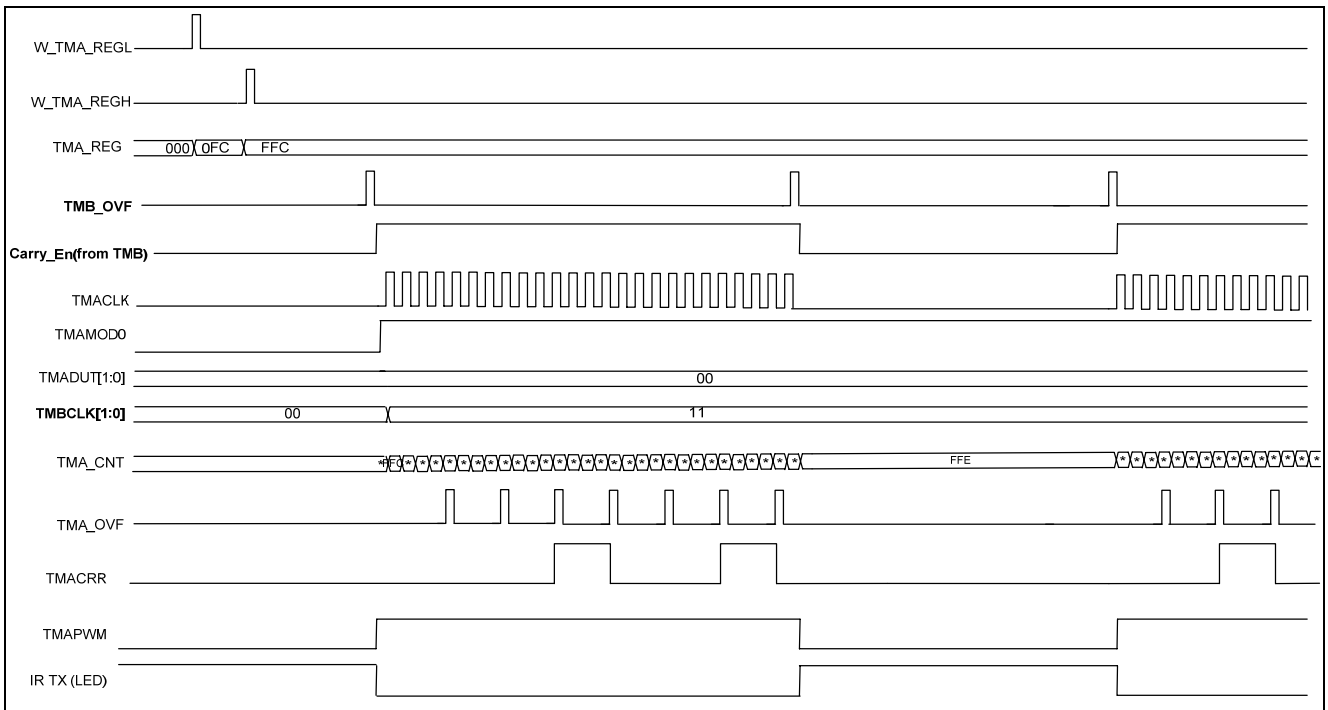 W_TMA_REGL
W_TMA_REGH
TMA_REG 000 0FC FFC
TMB_OVF
Carry_En(from TMB)
TMACLK
TMAMOD0
TMADUT[1:0] 00
TMBCLK[1:0] 00 11
TMA_CNT * FFC * * * * * * * * * * * * * * * * * * * * * * * * * * * * * FFE * * * * * * * * * * * * * * *
TMA_OVF
TMACRR
TMAPWM
IR TX (LED)